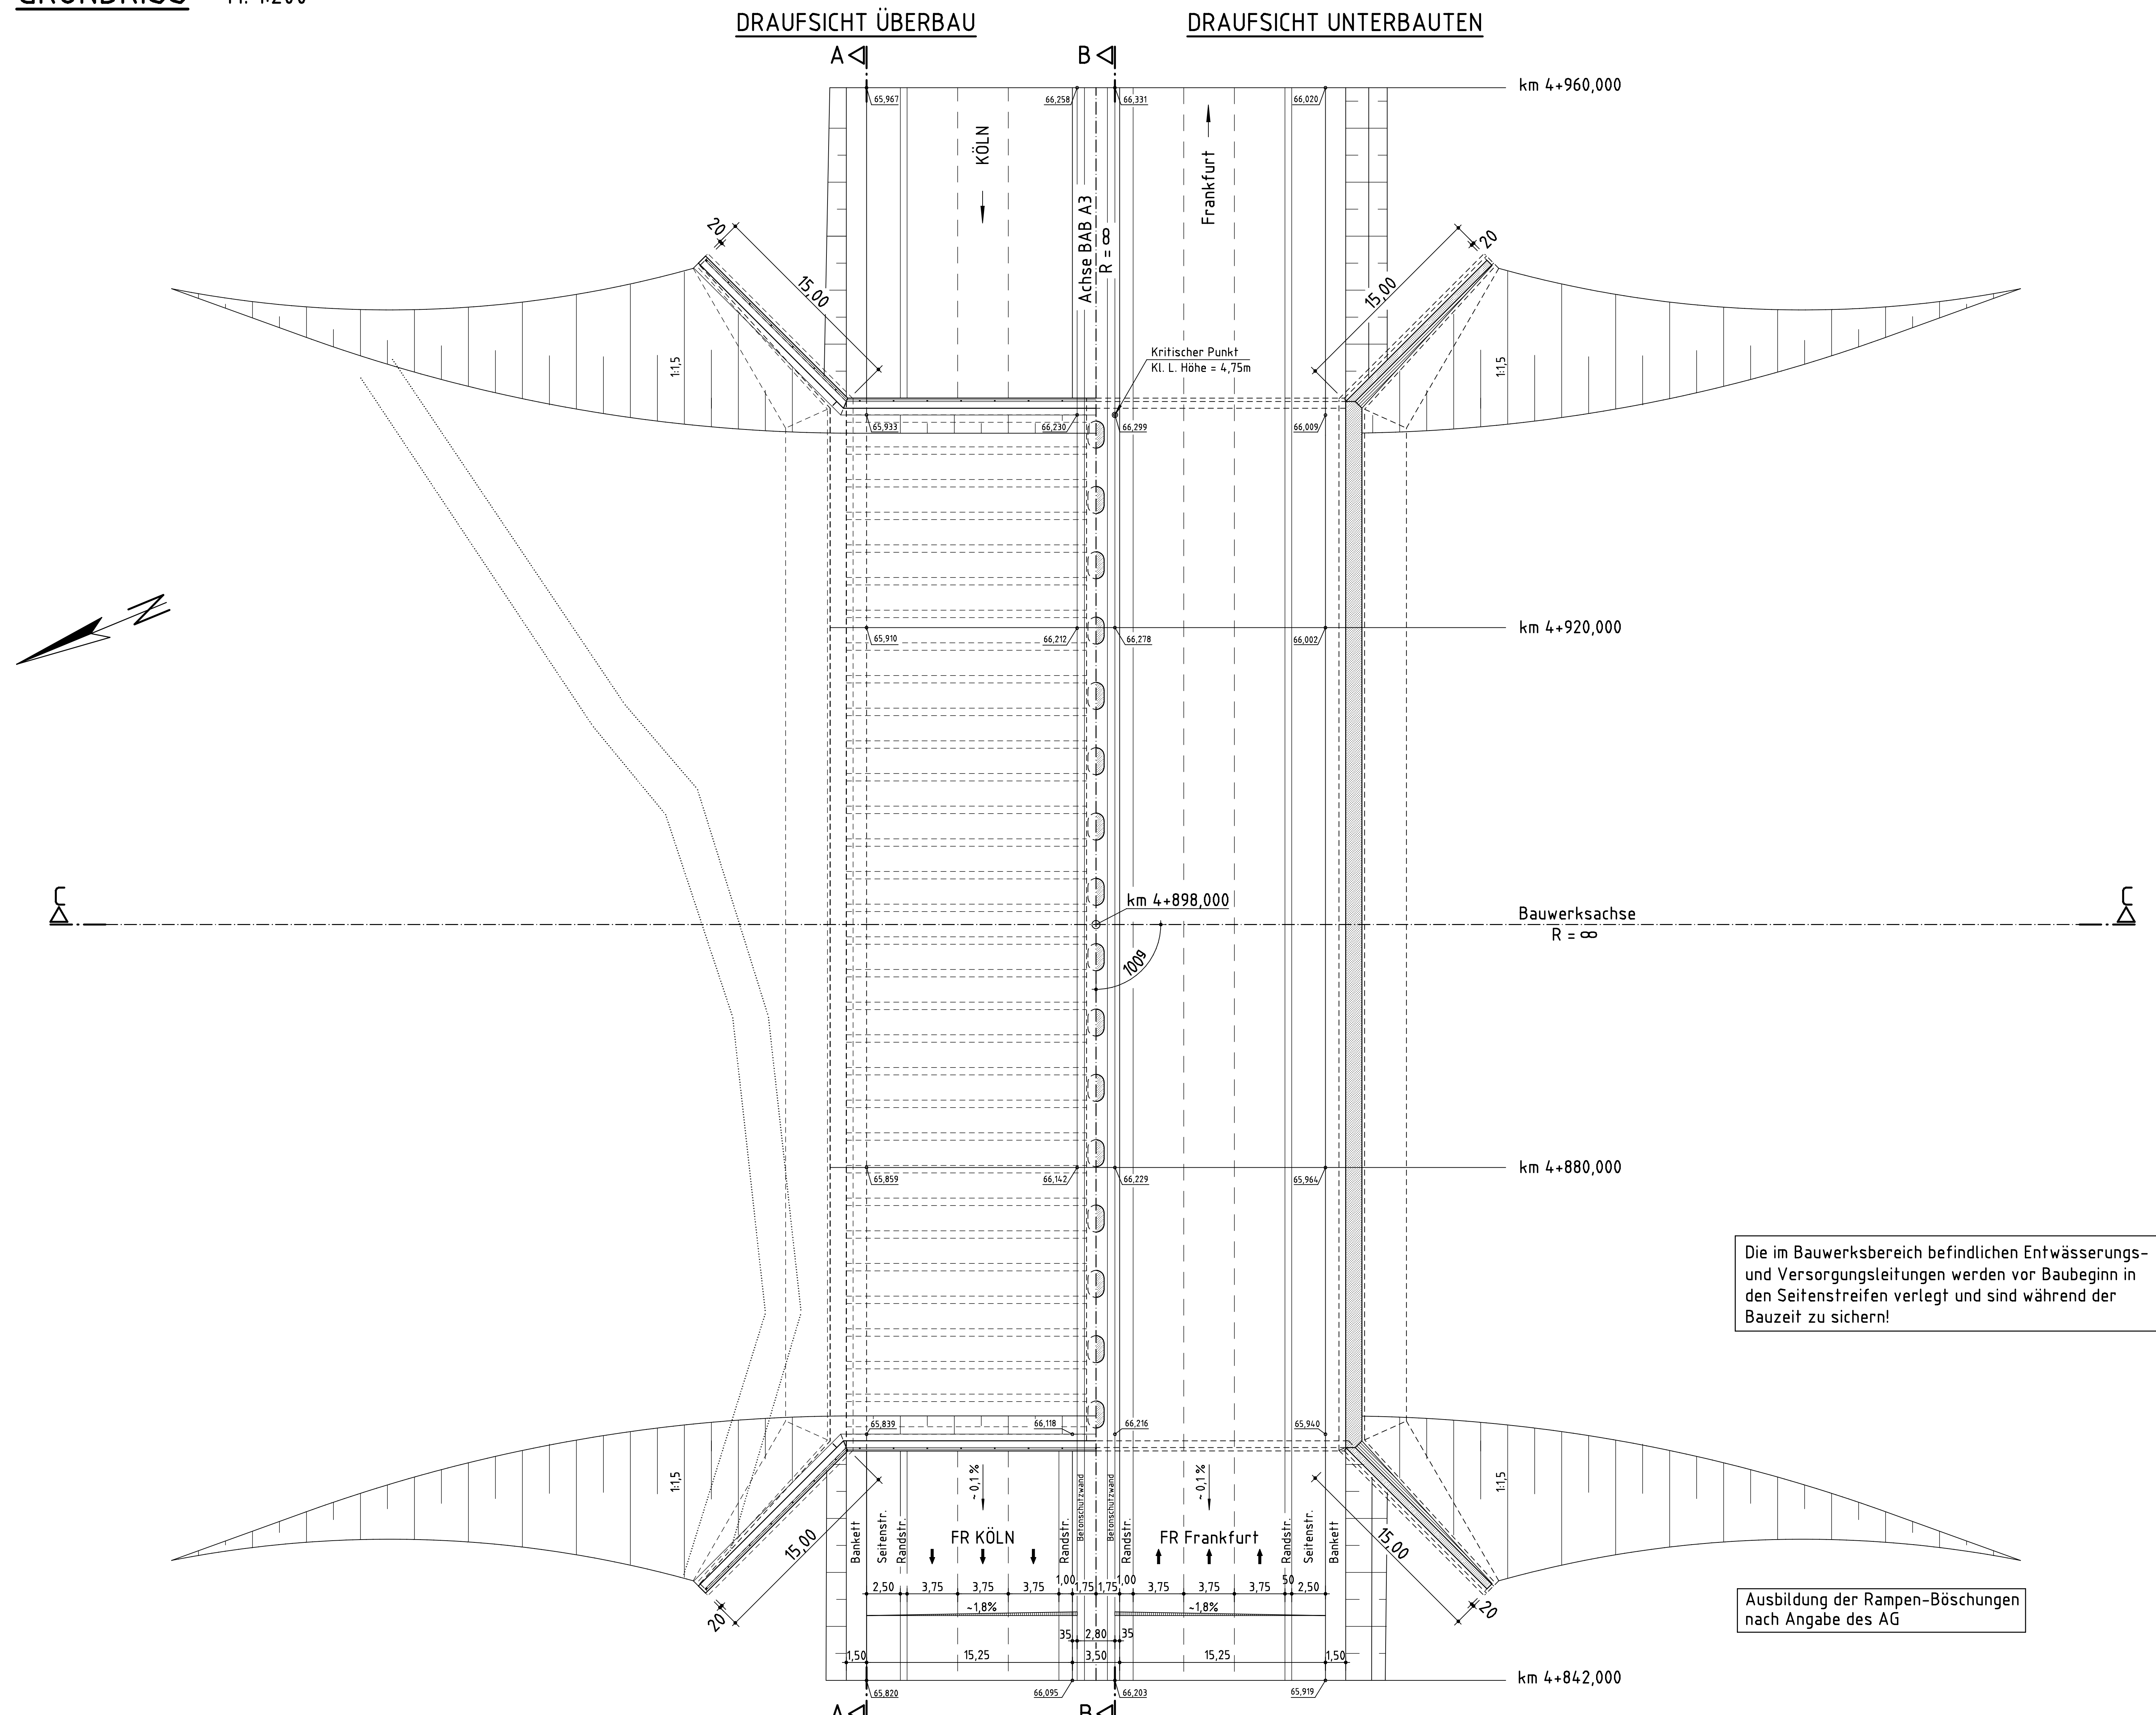 DRAUFSICHT ÜBERBAU
DRAUFSICHT UNTERBAUTEN
A
B
km 4+960,000
65,967
66,258
66,331
66,020
KÖLN
Frankfurt
Achse BAB A3
R = ∞
20
15,00
15,00
20
1:1,5
1:1,5
Kritischer Punkt
Kl. L. Höhe = 4,75m
65,933
66,230
66,299
66,009
N
65,910
66,212
66,278
66,002
km 4+920,000
C
C
km 4+898,000
Bauwerksachse
R = ∞
100g
65,859
66,142
66,229
65,964
km 4+880,000
Die im Bauwerksbereich befindlichen Entwässerungs-
und Versorgungsleitungen werden vor Baubeginn in
den Seitenstreifen verlegt und sind während der
Bauzeit zu sichern!
65,839
66,118
66,216
65,940
1:1,5
1:1,5
~ 0,1 %
~ 0,1 %
Betonschutzwand
Betonschutzwand
Bankett
Seitenstr.
Randstr.
FR KÖLN
Randstr.
Randstr.
FR Frankfurt
Randstr.
Seitenstr.
Bankett
15,00
20
15,00
20
2,50
3,75
3,75
3,75
1,00
1,75
1,75
1,00
3,75
3,75
3,75
50
2,50
~1,8%
~1,8%
35
2,80
35
1,50
15,25
3,50
15,25
1,50
Ausbildung der Rampen-Böschungen
nach Angabe des AG
km 4+842,000
65,820
66,095
66,203
65,919
A
B